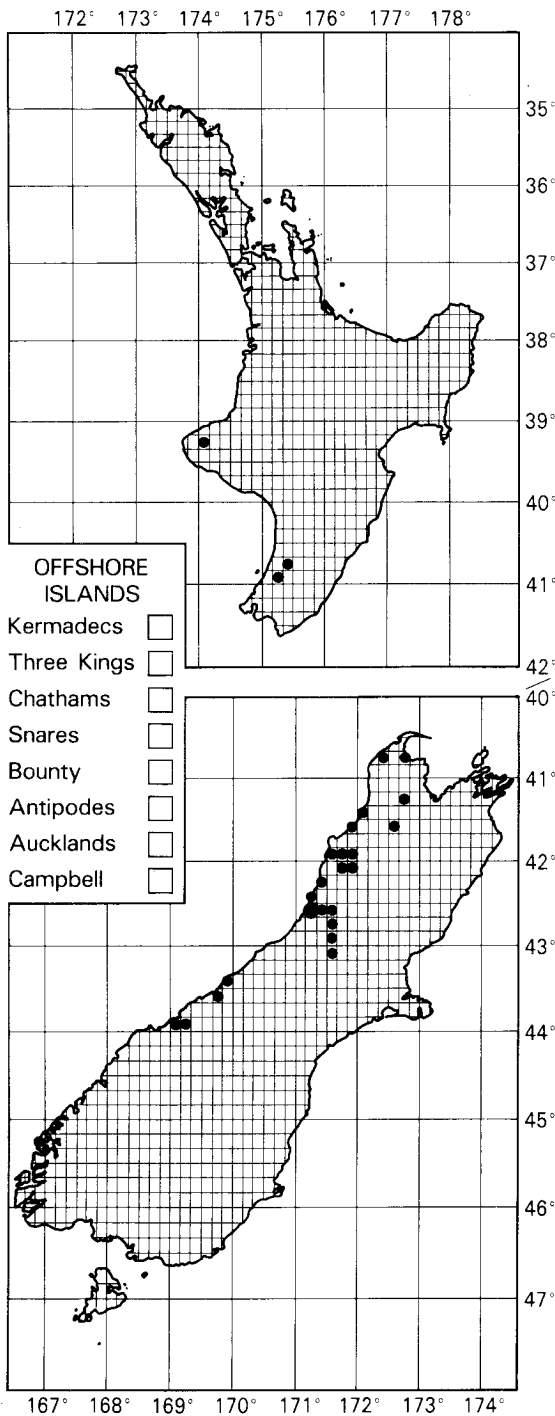 172° 173° 174° 175° 176° 177° 178°
35°
36°
37°
38°
39°
40°
41°
42°
OFFSHORE
ISLANDS
Kermadecs
Three Kings
Chathams
Snares
Bounty
Antipodes
Aucklands
Campbell
40°
41°
42°
43°
44°
45°
46°
47°
167° 168° 169° 170° 171° 172° 173° 174°